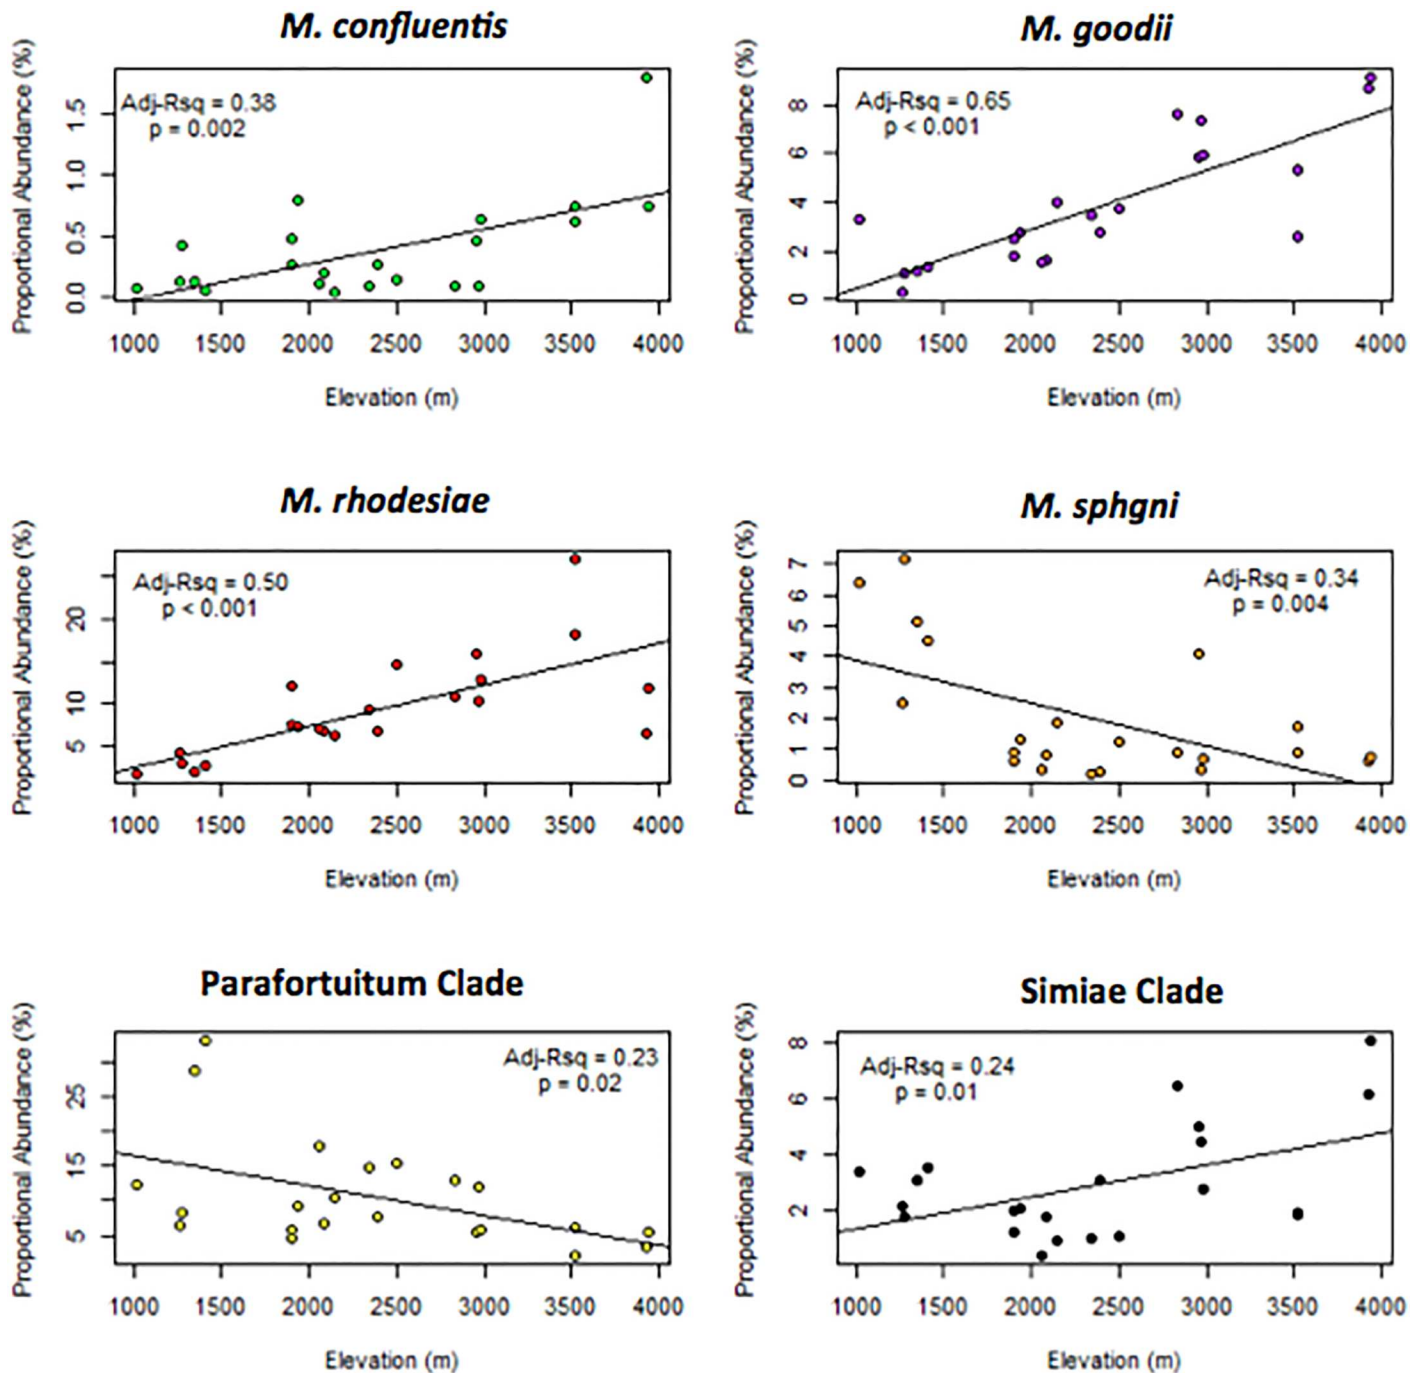 M. confluentis
Proportional Abundance (%)
Adj-Rsq = 0.38
p = 0.002
0.0 0.5 1.0 1.5
1000 1500 2000 2500 3000 3500 4000
Elevation (m)
M. goodii
Proportional Abundance (%)
Adj-Rsq = 0.65
p < 0.001
0 2 4 6 8
1000 1500 2000 2500 3000 3500 4000
Elevation (m)
M. rhodesiae
Proportional Abundance (%)
Adj-Rsq = 0.50
p < 0.001
5 10 20
1000 1500 2000 2500 3000 3500 4000
Elevation (m)
M. sphgni
Proportional Abundance (%)
Adj-Rsq = 0.34
p = 0.004
0 1 2 3 4 5 6 7
1000 1500 2000 2500 3000 3500 4000
Elevation (m)
Parafortuitum Clade
Proportional Abundance (%)
Adj-Rsq = 0.23
p = 0.02
5 15 25
1000 1500 2000 2500 3000 3500 4000
Elevation (m)
Simiae Clade
Proportional Abundance (%)
Adj-Rsq = 0.24
p = 0.01
2 4 6 8
1000 1500 2000 2500 3000 3500 4000
Elevation (m)